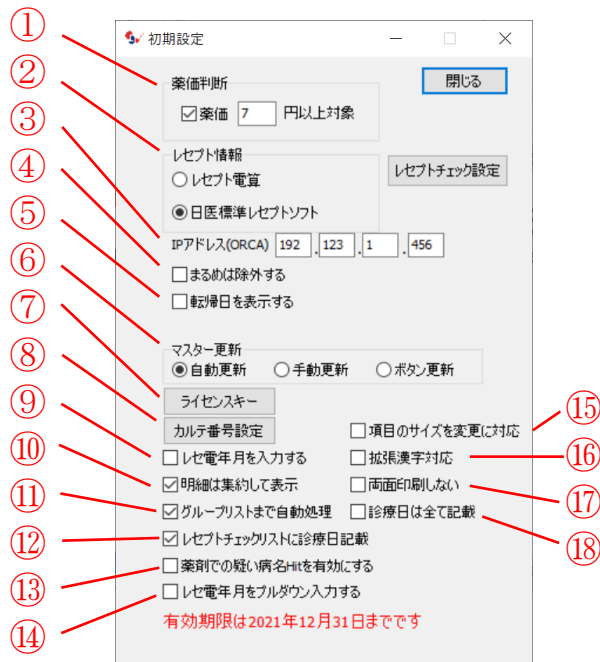 初期設定
① 薬価判断
閉じる
薬価 7 円以上対象
② レセプト情報
レセプト電算
レセプトチェック設定
日医標準レセプトソフト
③ IPアドレス(ORCA) 192 . 123 . 1 . 456
④ まるめは除外する
⑤ 転帰日を表示する
⑥ マスター更新
自動更新 手動更新 ボタン更新
⑦ ライセンスキー
⑧ カルテ番号設定
項目のサイズを変更に対応 ⑮
⑨ レセ電年月を入力する
拡張漢字対応 ⑯
⑩ 明細は集約して表示
両面印刷しない ⑰
⑪ グループリストまで自動処理
診療日は全て記載 ⑱
⑫ レセプトチェックリストに診療日記載
⑬ 薬剤での疑い病名Hitを有効にする
⑭ レセ電年月をプルダウン入力する
有効期限は2021年12月31日までです